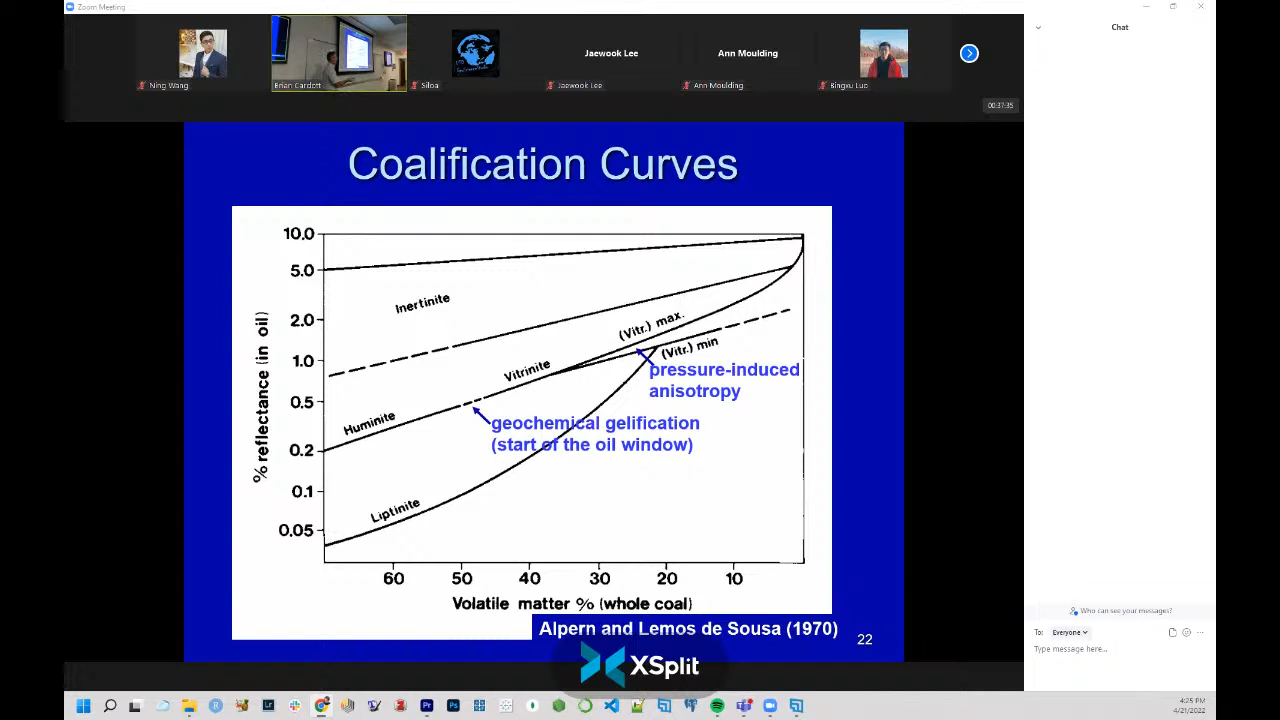 Zoom Meeting
Chat
Jaewook Lee
Ann Moulding
Ning Wang
Brian Cardott
Siloa
Jaewook Lee
Ann Moulding
Bingxu Luo
00:37:35
Coalification Curves
10.0
5.0
2.0
1.0
0.5
0.2
0.1
0.05
% reflectance (in oil)
Inertinite
(Vitr.) max.
(Vitr.) min
Vitrinite
pressure-induced
anisotropy
Huminite
geochemical gelification
(start of the oil window)
Liptinite
60 50 40 30 20 10
Volatile matter % (whole coal)
Alpern and Lemos de Sousa (1970)
22
XSplit
Who can see your messages?
To: Everyone
Type message here...
4:25 PM
4/21/2022